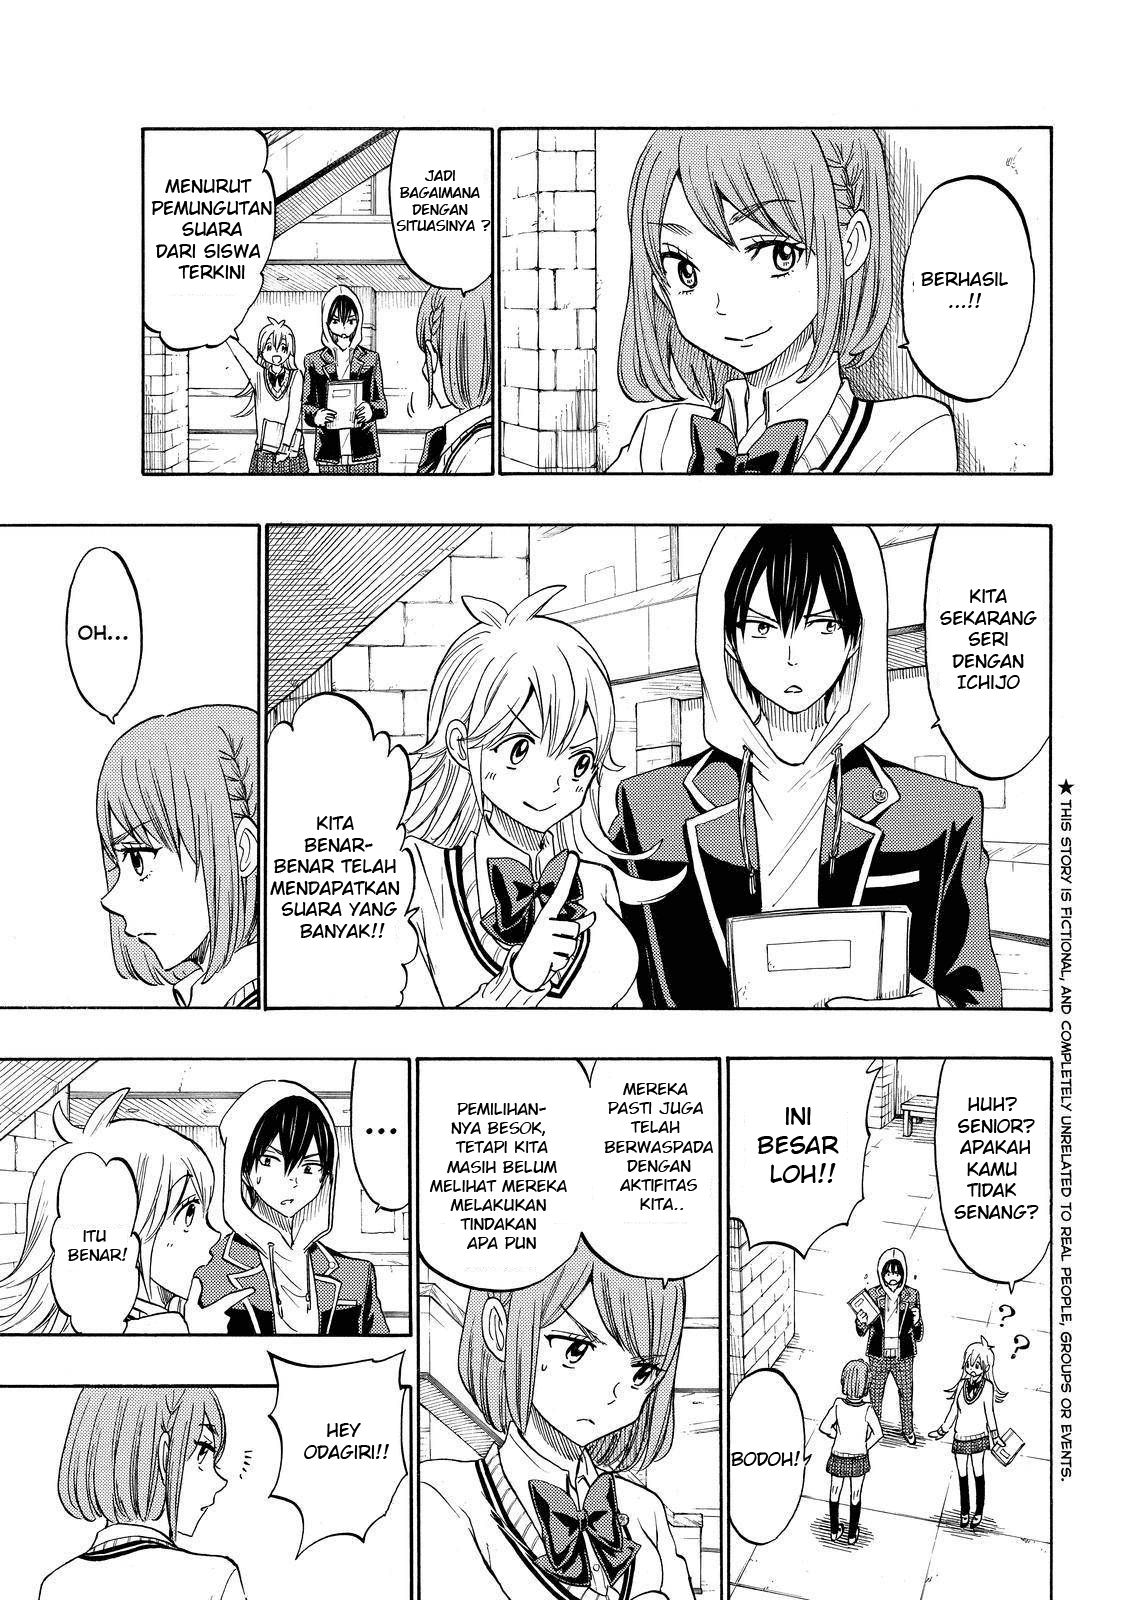 BERHASIL
...!!
JADI
BAGAIMANA
DENGAN
SITUASINYA ?
MENURUT
PEMUNGUTAN
SUARA
DARI SISWA
TERKINI
KITA
SEKARANG
SERI
DENGAN
ICHIJO
KITA
BENAR-
BENAR TELAH
MENDAPATKAN
SUARA YANG
BANYAK!!
OH...
HUH?
SENIOR?
APAKAH
KAMU
TIDAK
SENANG?
INI
BESAR
LOH!!
? ?
BODOH!
MEREKA
PASTI JUGA
TELAH
BERWASPADA
DENGAN
AKTIFITAS
KITA..
PEMILIHAN-
NYA BESOK,
TETAPI KITA
MASIH BELUM
MELIHAT MEREKA
MELAKUKAN
TINDAKAN
APA PUN
...
ITU
BENAR!
HEY
ODAGIRI!!
★ THIS STORY IS FICTIONAL, AND COMPLETELY UNRELATED TO REAL PEOPLE, GROUPS OR EVENTS.